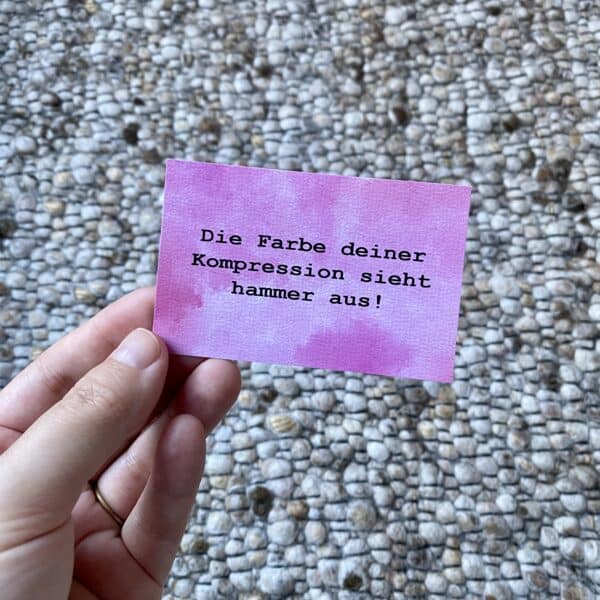 Die Farbe deiner
Kompression sieht
hammer aus!